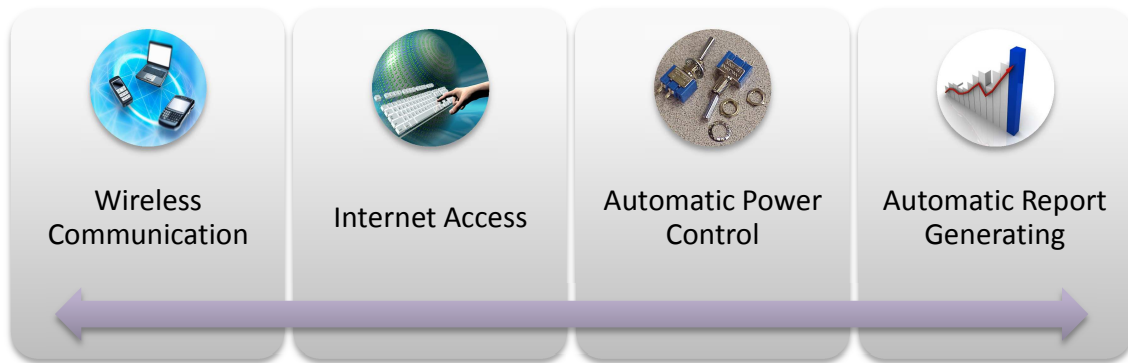 Wireless
Communication
Internet Access
Automatic Power
Control
Automatic Report
Generating